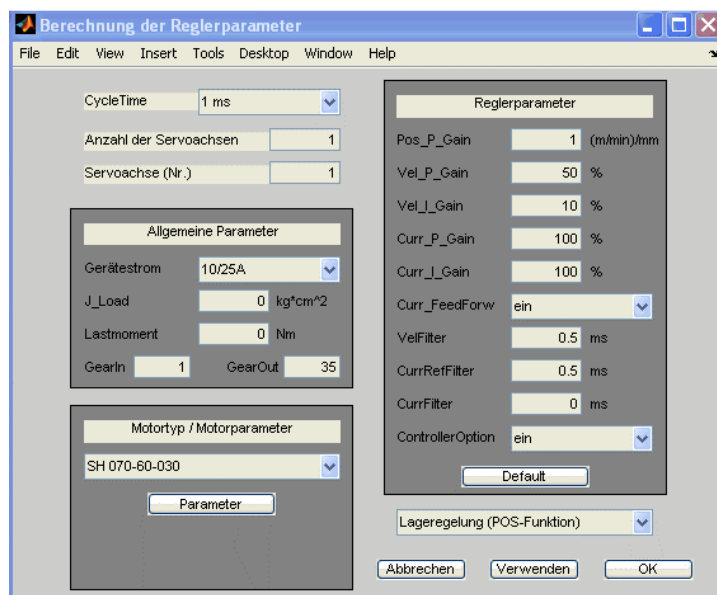 Berechnung der Reglerparameter
File Edit View Insert Tools Desktop Window Help
CycleTime 1 ms
Anzahl der Servoachsen 1
Servoachse (Nr.) 1
Allgemeine Parameter
Gerätestrom 10/25A
J_Load 0 kg*cm^2
Lastmoment 0 Nm
GearIn 1 GearOut 35
Motortyp / Motorparameter
SH 070-60-030
Parameter
Reglerparameter
Pos_P_Gain 1 (m/min)/mm
Vel_P_Gain 50 %
Vel_I_Gain 10 %
Curr_P_Gain 100 %
Curr_I_Gain 100 %
Curr_FeedForw ein
VelFilter 0.5 ms
CurrRefFilter 0.5 ms
CurrFilter 0 ms
ControllerOption ein
Default
Lageregelung (POS-Funktion)
Abbrechen Verwenden OK